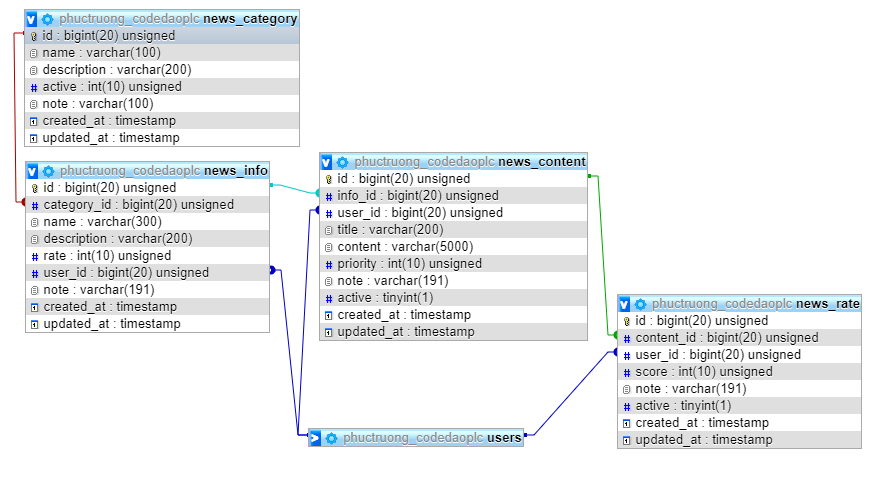 phuctruong_codedaoplc news_category
id : bigint(20) unsigned
name : varchar(100)
description : varchar(200)
active : int(10) unsigned
note : varchar(100)
created_at : timestamp
updated_at : timestamp
phuctruong_codedaoplc news_info
id : bigint(20) unsigned
category_id : bigint(20) unsigned
name : varchar(300)
description : varchar(200)
rate : int(10) unsigned
user_id : bigint(20) unsigned
note : varchar(191)
created_at : timestamp
updated_at : timestamp
phuctruong_codedaoplc news_content
id : bigint(20) unsigned
info_id : bigint(20) unsigned
user_id : bigint(20) unsigned
title : varchar(200)
content : varchar(5000)
priority : int(10) unsigned
note : varchar(191)
active : tinyint(1)
created_at : timestamp
updated_at : timestamp
phuctruong_codedaoplc news_rate
id : bigint(20) unsigned
content_id : bigint(20) unsigned
user_id : bigint(20) unsigned
score : int(10) unsigned
note : varchar(191)
active : tinyint(1)
created_at : timestamp
updated_at : timestamp
phuctruong_codedaoplc users